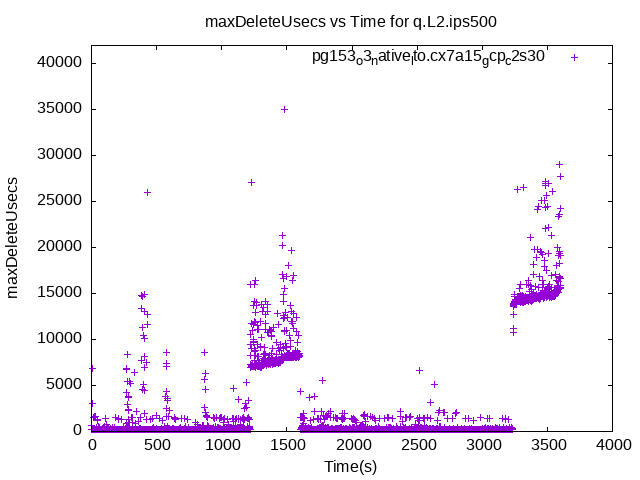 maxDeleteUsecs vs Time for q.L2.ips500
pg153o3native lto.cx7a15gcpc2s30
40000
35000
30000
25000
20000
15000
10000
5000
0
maxDeleteUsecs
0 500 1000 1500 2000 2500 3000 3500 4000
Time(s)